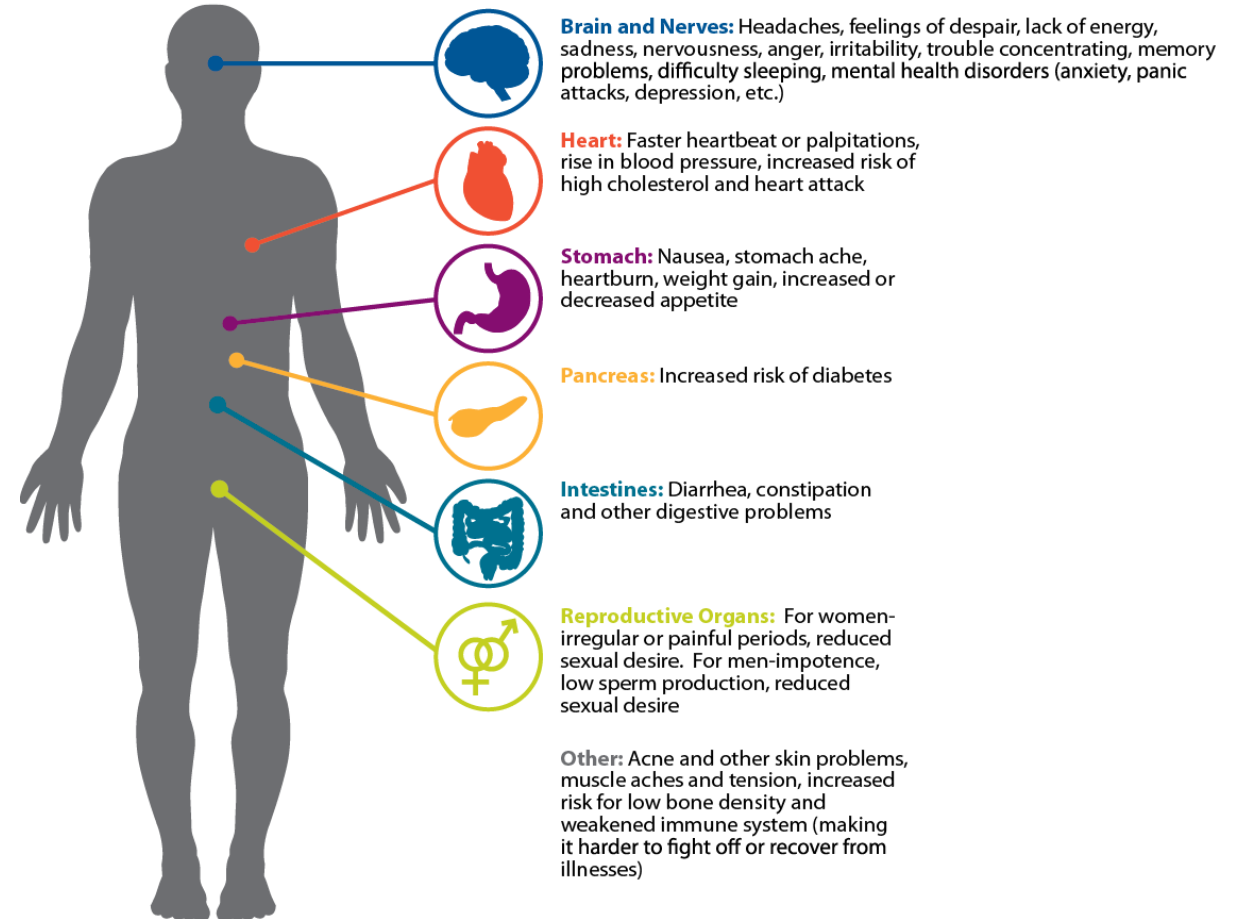 Brain and Nerves: Headaches, feelings of despair, lack of energy,
sadness, nervousness, anger, irritability, trouble concentrating, memory
problems, difficulty sleeping, mental health disorders (anxiety, panic
attacks, depression, etc.)
Heart: Faster heartbeat or palpitations,
rise in blood pressure, increased risk of
high cholesterol and heart attack
Stomach: Nausea, stomach ache,
heartburn, weight gain, increased or
decreased appetite
Pancreas: Increased risk of diabetes
Intestines: Diarrhea, constipation
and other digestive problems
Reproductive Organs: For women-
irregular or painful periods, reduced
sexual desire. For men-impotence,
low sperm production, reduced
sexual desire
Other: Acne and other skin problems,
muscle aches and tension, increased
risk for low bone density and
weakened immune system (making
it harder to fight off or recover from
illnesses)